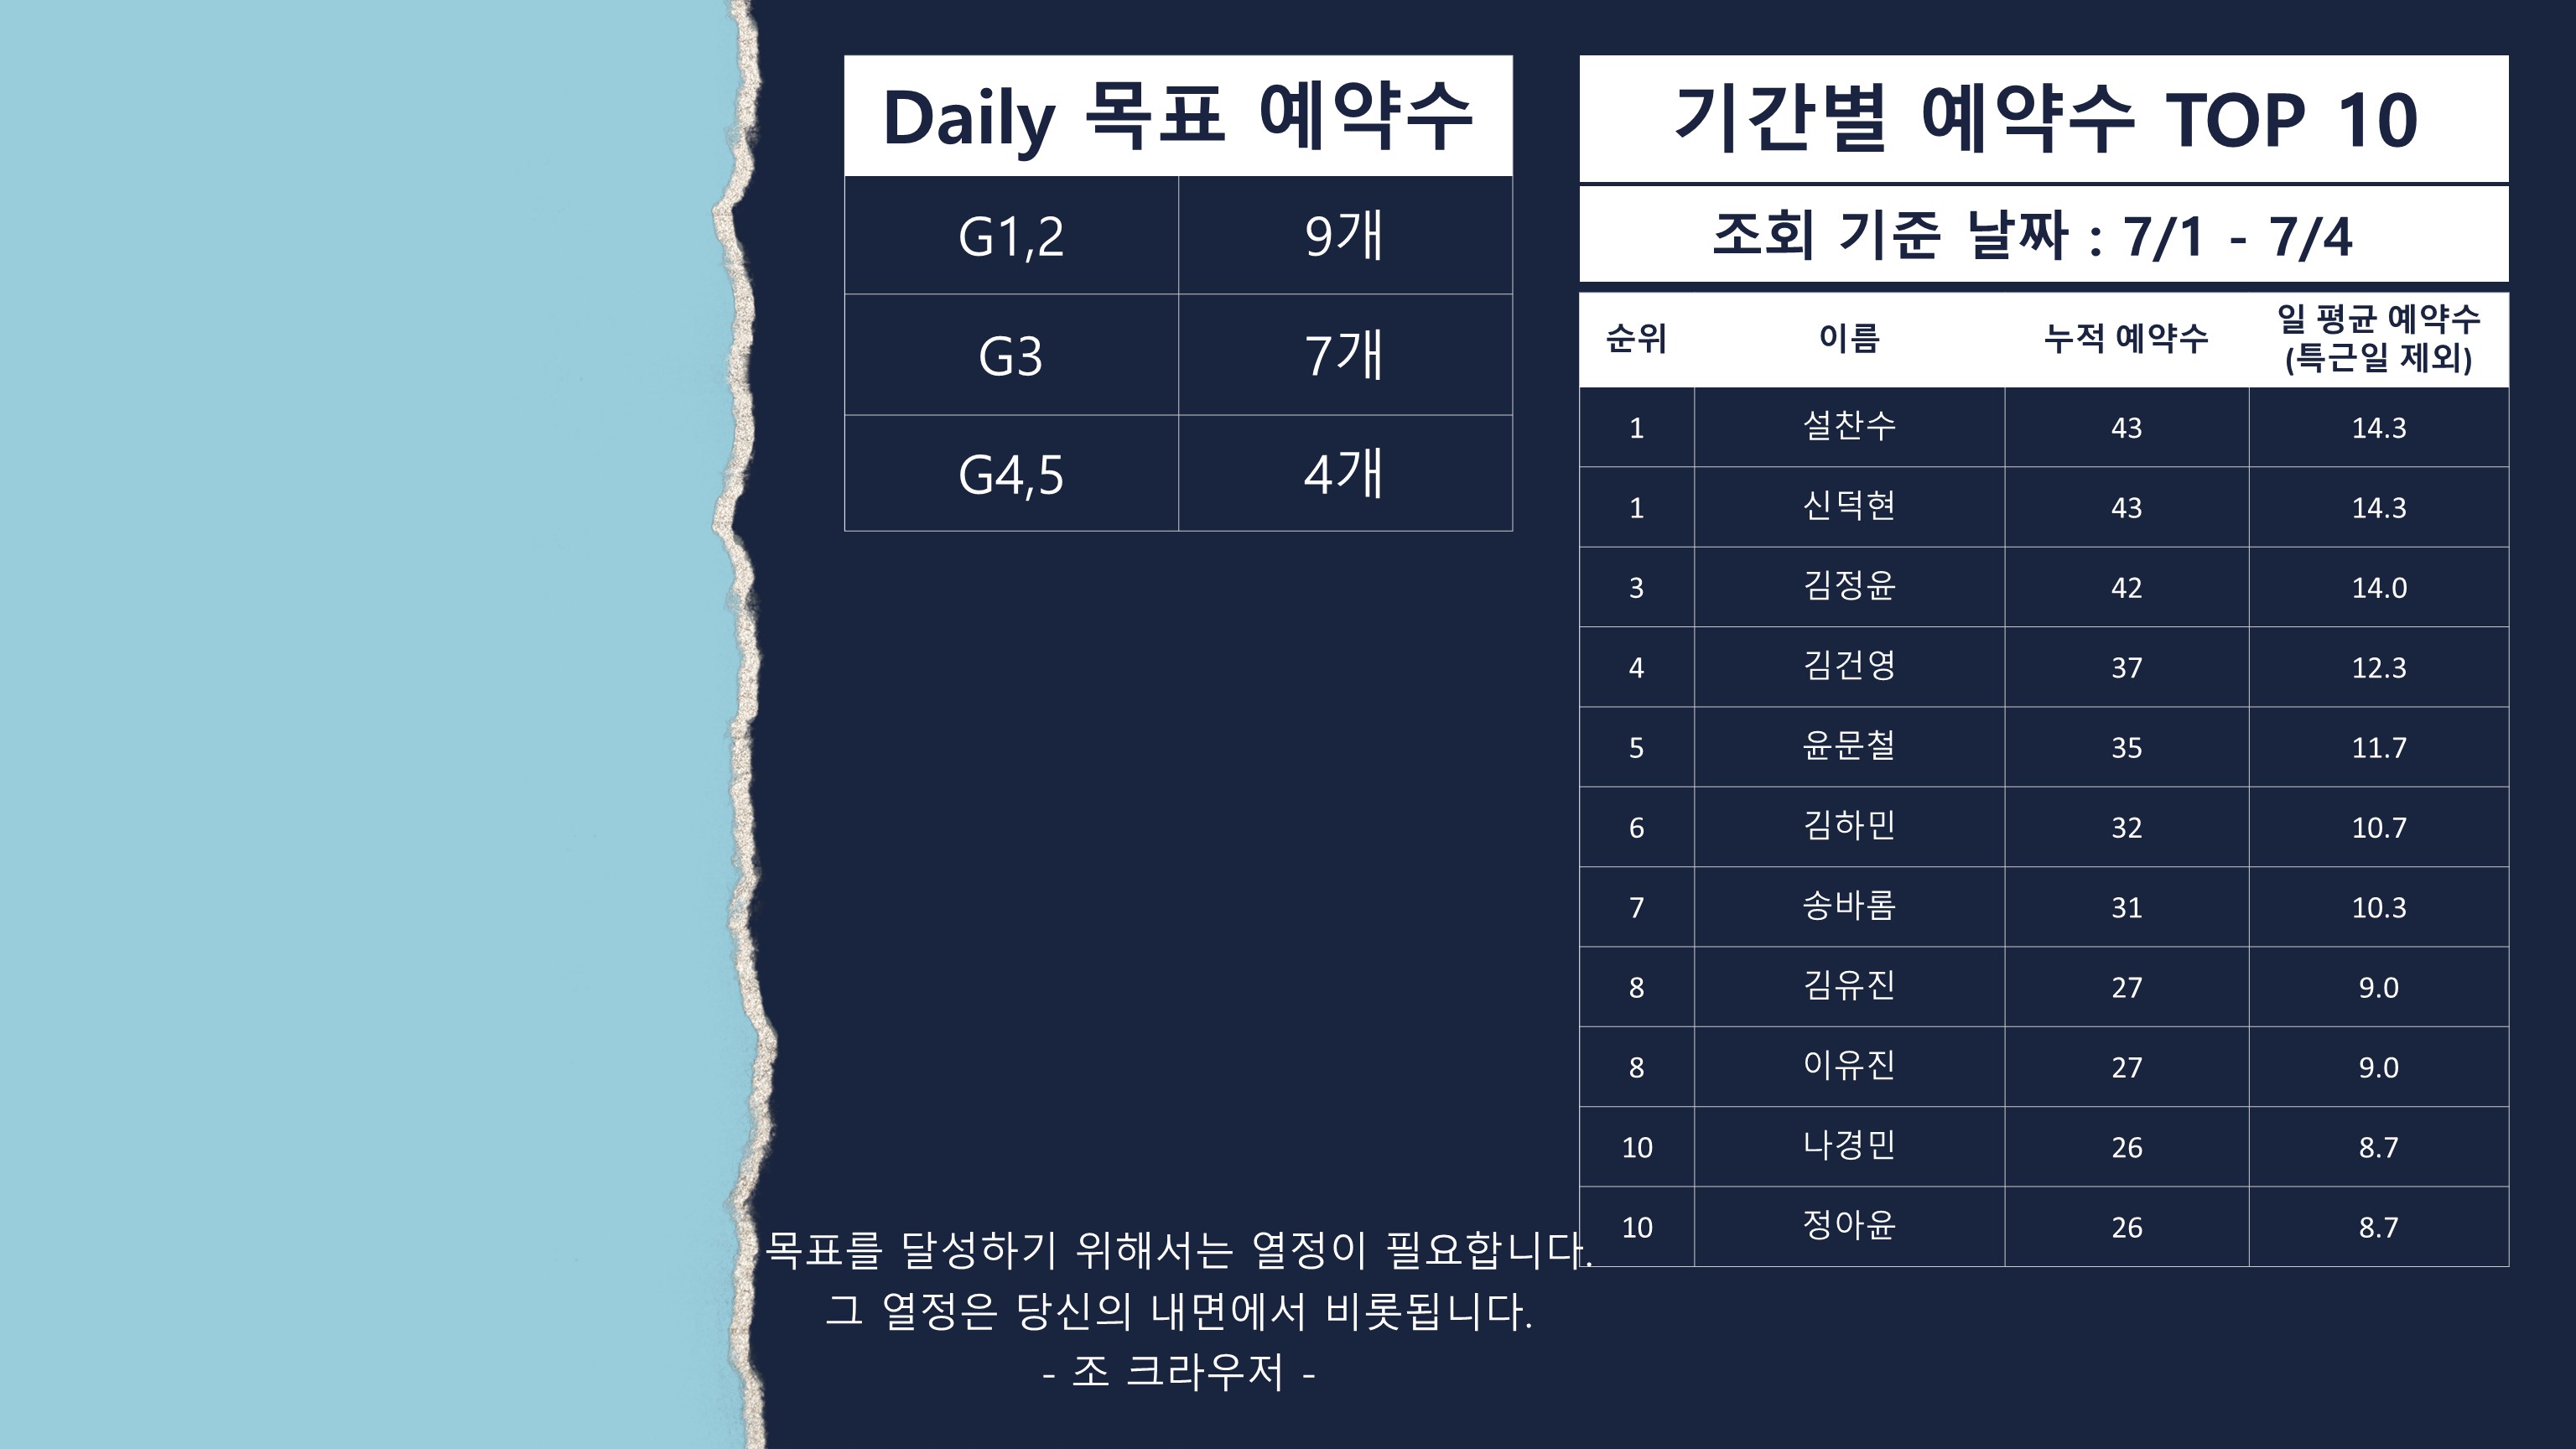 Daily 목표 예약수
G1,2 9개
G3 7개
G4,5 4개
목표를 달성하기 위해서는 열정이 필요합니다.
그 열정은 당신의 내면에서 비롯됩니다.
- 조 크라우저 -
기간별 예약수 TOP 10
조회 기준 날짜 : 7/1 - 7/4
순위 이름 누적 예약수 일 평균 예약수
(특근일 제외)
1 설찬수 43 14.3
1 신덕현 43 14.3
3 김정윤 42 14.0
4 김건영 37 12.3
5 윤문철 35 11.7
6 김하민 32 10.7
7 송바롬 31 10.3
8 김유진 27 9.0
8 이유진 27 9.0
10 나경민 26 8.7
10 정아윤 26 8.7